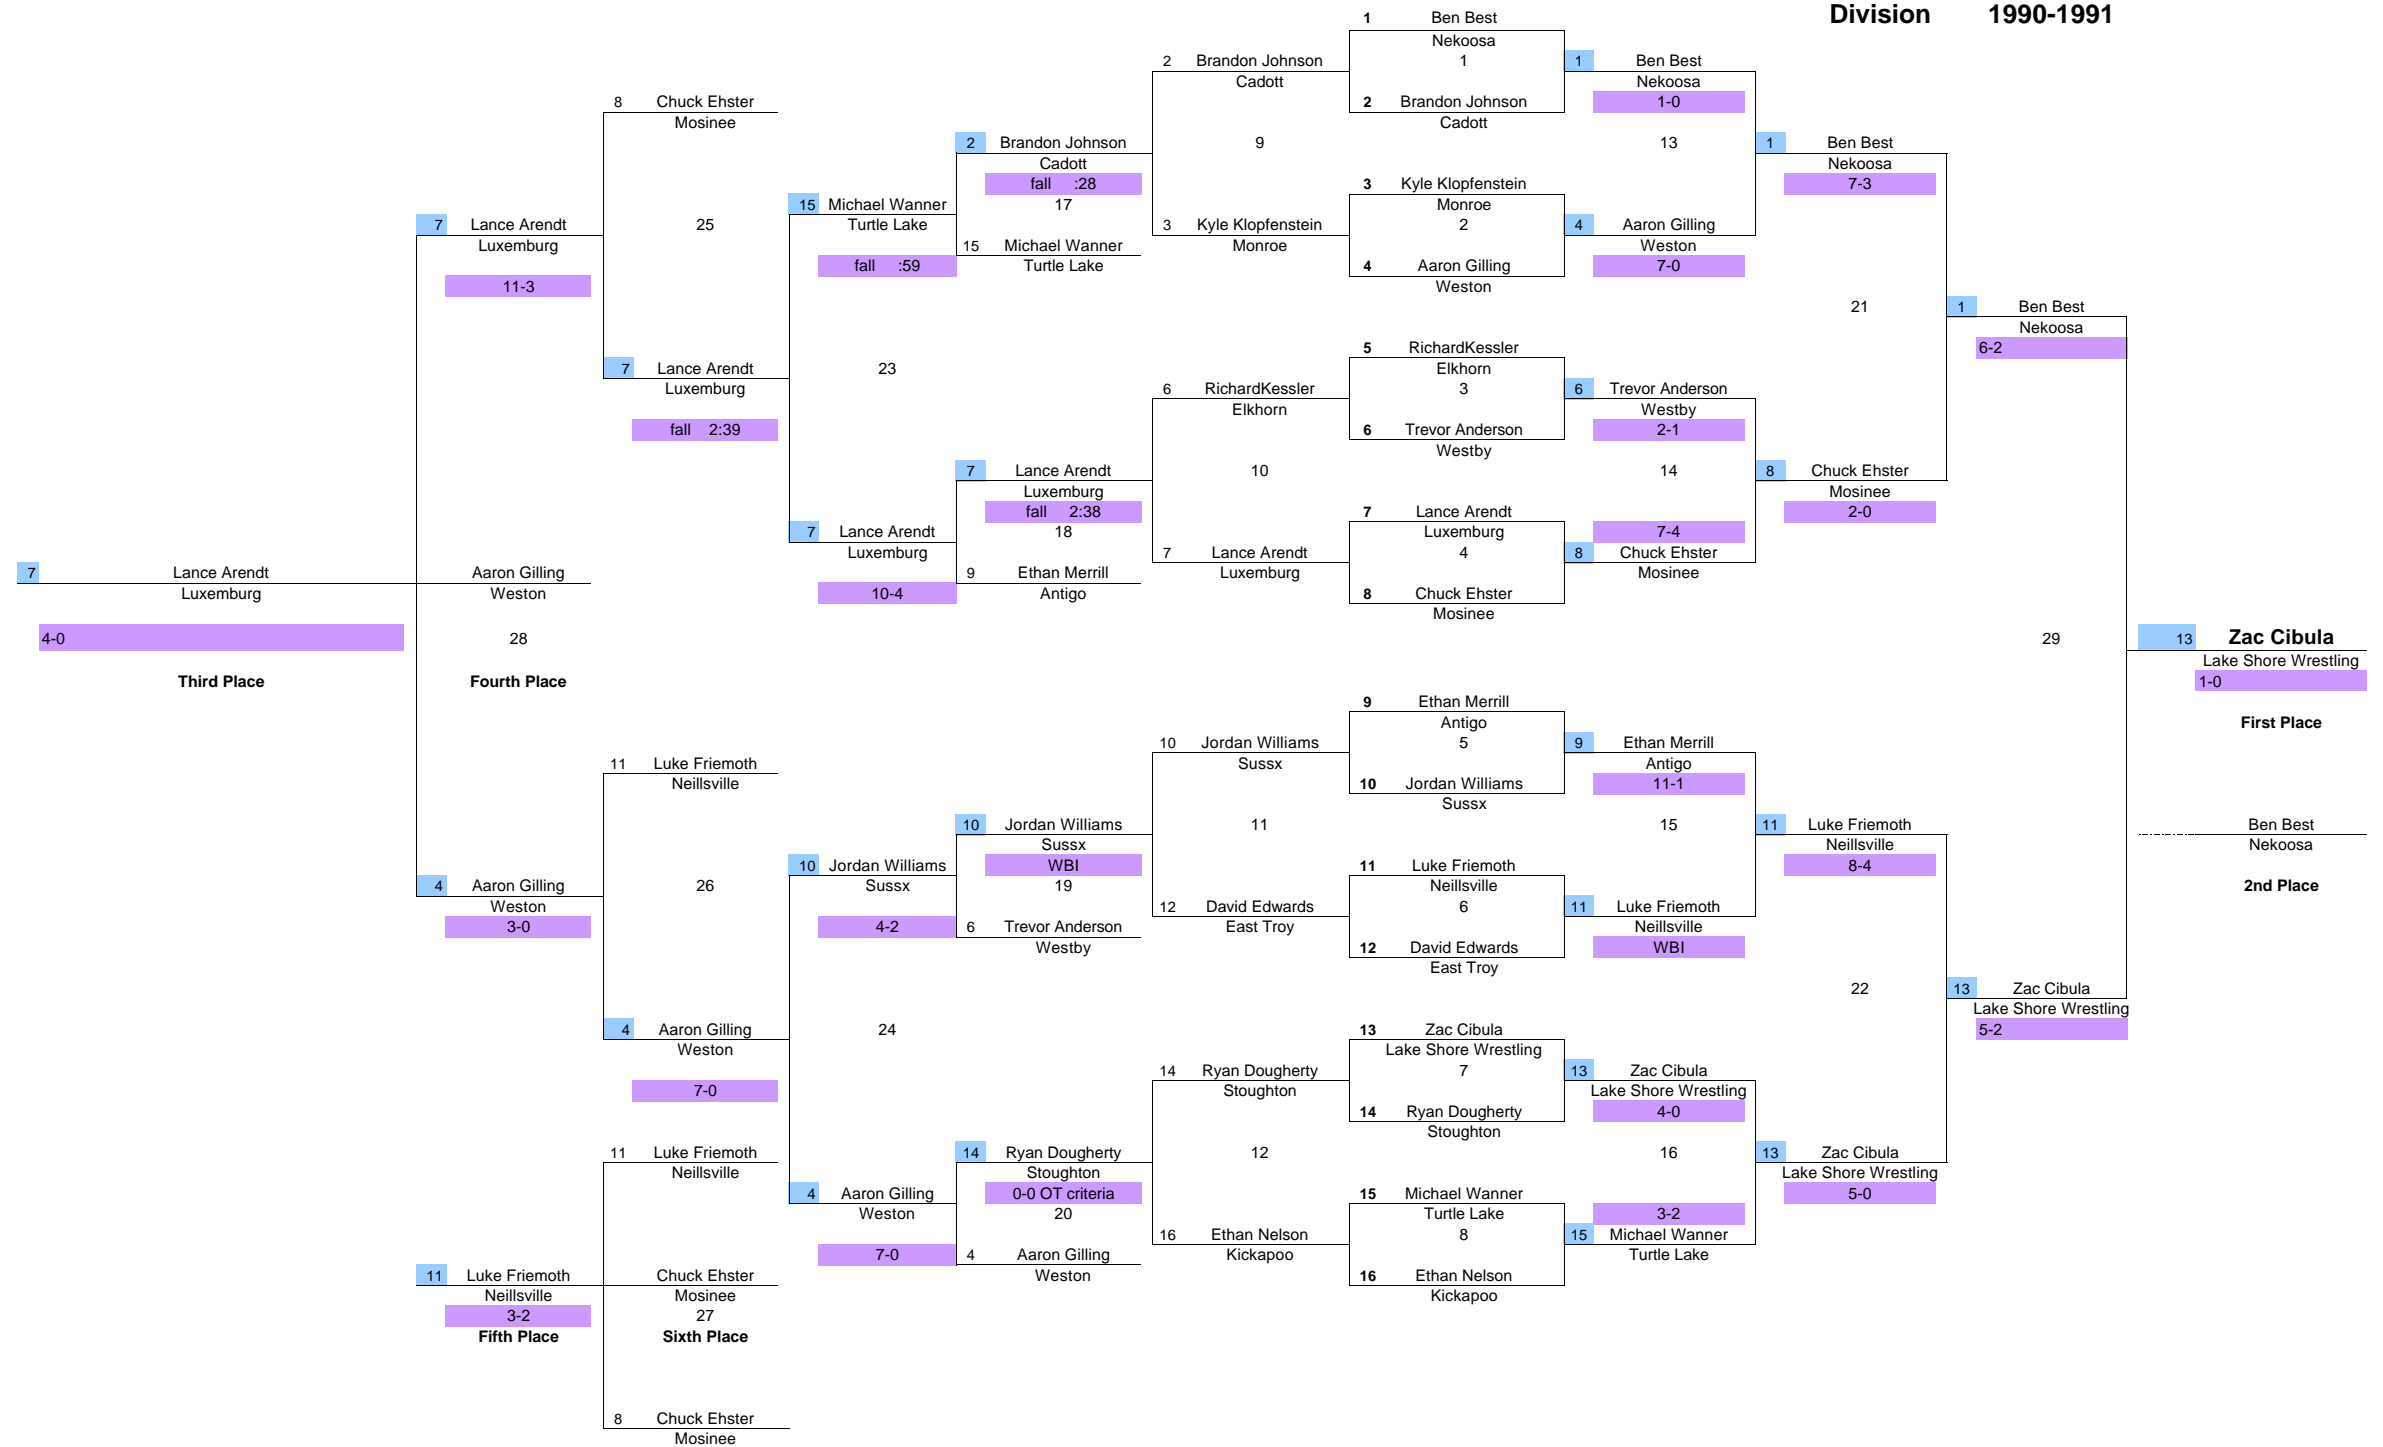 Division 1990-1991
1 Ben Best
Nekoosa
2 Brandon Johnson 1 1 Ben Best
Cadott Nekoosa
8 Chuck Ehster 2 Brandon Johnson 1-0
Mosinee Cadott
2 Brandon Johnson 9 13 1 Ben Best
Cadott Nekoosa
fall :28 3 Kyle Klopfenstein 7-3
15 Michael Wanner 17 Monroe
7 Lance Arendt 25 Turtle Lake 3 Kyle Klopfenstein 2 4 Aaron Gilling
Luxemburg 15 Michael Wanner Monroe Weston
fall :59 Turtle Lake 4 Aaron Gilling 7-0
11-3 Weston
21 1 Ben Best
Nekoosa
5 RichardKessler 6-2
7 Lance Arendt 23 Elkhorn
Luxemburg 6 RichardKessler 3 6 Trevor Anderson
Elkhorn Westby
fall 2:39 6 Trevor Anderson 2-1
Westby
7 Lance Arendt 10 14 8 Chuck Ehster
Luxemburg Mosinee
fall 2:38 7 Lance Arendt 2-0
7 Lance Arendt 18 Luxemburg 7-4
Luxemburg 7 Lance Arendt 4 8 Chuck Ehster
7 Lance Arendt Aaron Gilling 9 Ethan Merrill Luxemburg Mosinee
Luxemburg Weston 10-4 Antigo 8 Chuck Ehster
Mosinee
4-0 28 29 13 Zac Cibula
Lake Shore Wrestling
Third Place Fourth Place 1-0
9 Ethan Merrill
Antigo First Place
10 Jordan Williams 5 9 Ethan Merrill
11 Luke Friemoth Sussx Antigo
Neillsville 10 Jordan Williams 11-1
Sussx
10 Jordan Williams 11 15 11 Luke Friemoth Ben Best
Sussx Neillsville Nekoosa
10 Jordan Williams WBI 11 Luke Friemoth 8-4
4 Aaron Gilling 26 Sussx 19 Neillsville 2nd Place
Weston 12 David Edwards 6 11 Luke Friemoth
3-0 4-2 6 Trevor Anderson East Troy Neillsville
Westby 12 David Edwards WBI
East Troy
22 13 Zac Cibula
Lake Shore Wrestling
4 Aaron Gilling 24 13 Zac Cibula 5-2
Weston Lake Shore Wrestling
14 Ryan Dougherty 7 13 Zac Cibula
7-0 Stoughton Lake Shore Wrestling
14 Ryan Dougherty 4-0
Stoughton
11 Luke Friemoth 14 Ryan Dougherty 12 16 13 Zac Cibula
Neillsville Stoughton Lake Shore Wrestling
4 Aaron Gilling 0-0 OT criteria 15 Michael Wanner 5-0
Weston 20 Turtle Lake 3-2
16 Ethan Nelson 8 15 Michael Wanner
7-0 4 Aaron Gilling Kickapoo Turtle Lake
11 Luke Friemoth Chuck Ehster Weston 16 Ethan Nelson
Neillsville Mosinee Kickapoo
3-2 27
Fifth Place Sixth Place
8 Chuck Ehster
Mosinee